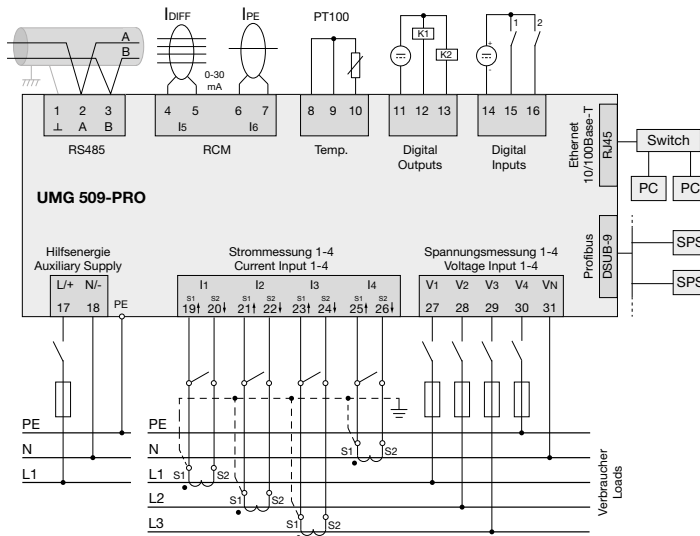 IDIFF IPE PT100
A
B
0-30
mA
K1
K2
1 2
- +
1 2 3 4 5 6 7 8 9 10 11 12 13 14 15 16
⊥ A B I5 I6
RS485 RCM Temp. Digital
Outputs Digital
Inputs
Ethernet
10/100Base-T
RJ45
Switch
PC PC
UMG 509-PRO
Profibus
DSUB-9
SPS
SPS
Hilfsenergie
Auxiliary Supply
Strommessung 1-4
Current Input 1-4
Spannungsmessung 1-4
Voltage Input 1-4
L/+ N/- I1 I2 I3 I4 V1 V2 V3 V4 VN
S1 S2 S1 S2 S1 S2 S1 S2
17 18 PE 19 20 21 22 23 24 25 26 27 28 29 30 31
PE PE
N S1 S2 N
L1 S1 S2 L1
S1 S2 L2
S1 S2 L3
Verbraucher
Loads